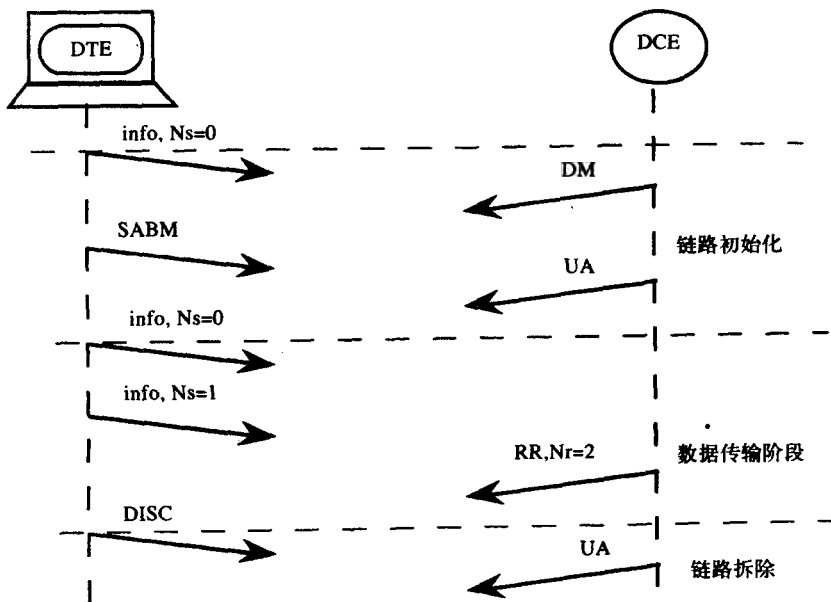 DTE
DCE
info, Ns=0
DM
SABM
链路初始化
UA
info, Ns=0
info, Ns=1
RR,Nr=2
数据传输阶段
DISC
UA
链路拆除